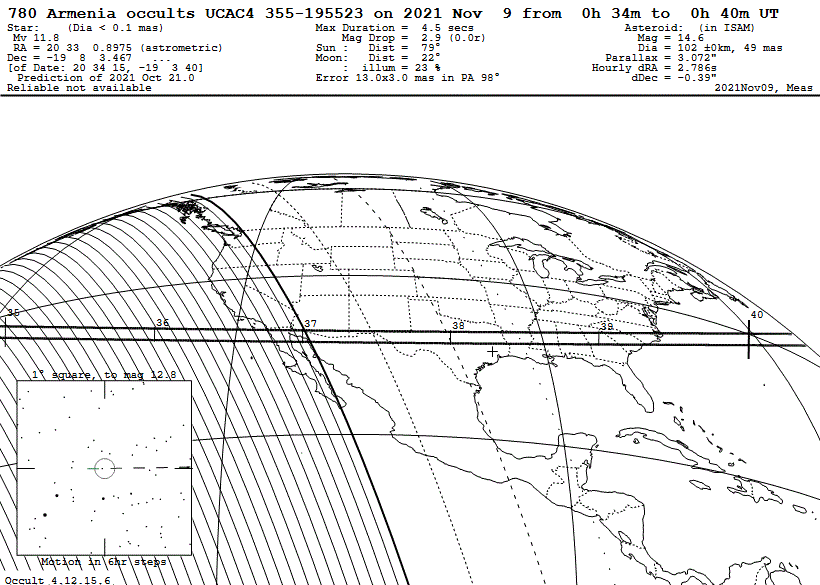 780 Armenia occults UCAC4 355-195523 on 2021 Nov  9 from  0h 34m to  0h 40m UT
Star:    (Dia < 0.1 mas)
Mv 11.8
RA = 20 33  0.8975 (astrometric)
Dec = -19  8  3.467   ...
[of Date: 20 34 15, -19  3 40]
Prediction of 2021 Oct 21.0
Reliable not available
Max Duration =  4.5 secs
Mag Drop =  2.9 (0.0r)
Sun :   Dist =  79°
Moon:   Dist =  22°
:  illum = 23 %
Error 13.0x3.0 mas in PA 98°
Asteroid:  (in ISAM)
Mag = 14.6
Dia = 102 ±0km, 49 mas
Parallax = 3.072"
Hourly dRA = 2.786s
dDec = -0.39"
2021Nov09, Meas
35
36
37
38
39
40
1° square, to mag 12.8
Motion in 6hr steps
Occult 4.12.15.6